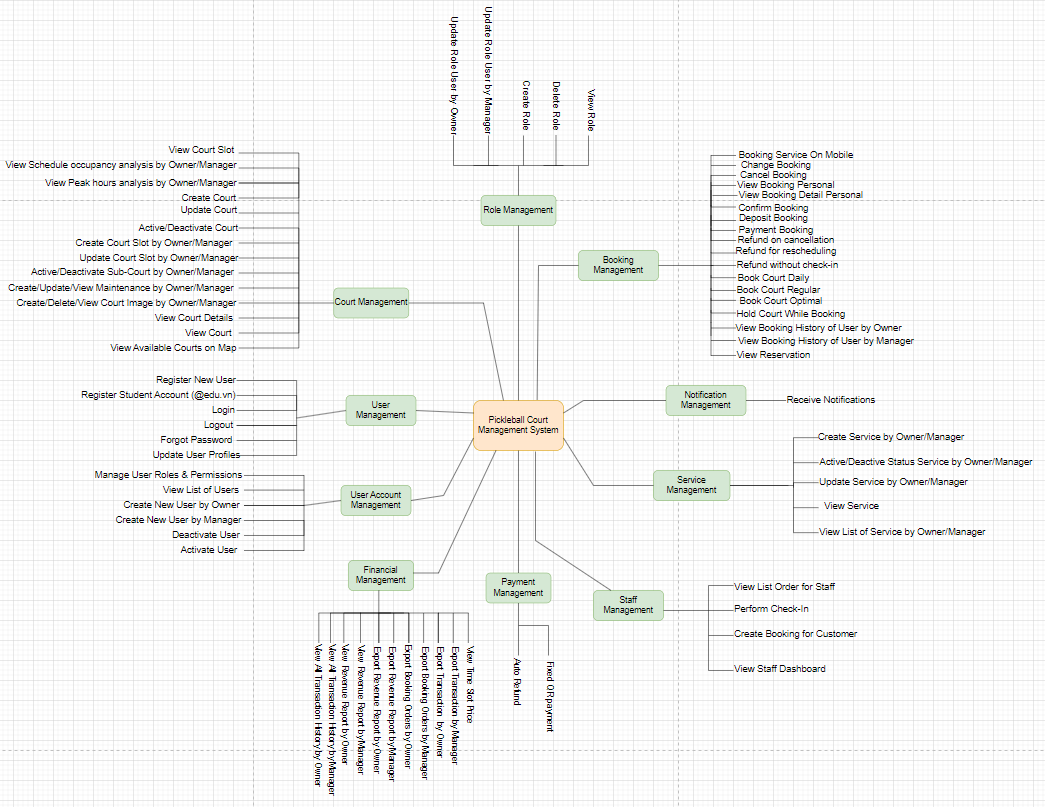 Update Role User by Owner
Update Role User by Manager
Create Role
Delete Role
View Role
Role Management
View Court Slot
View Schedule occupancy analysis by Owner/Manager
View Peak hours analysis by Owner/Manager
Create Court
Update Court
Active/Deactivate Court
Create Court Slot by Owner/Manager
Update Court Slot by Owner/Manager
Active/Deactivate Sub-Court by Owner/Manager
Create/Update/View Maintenance by Owner/Manager
Create/Delete/View Court Image by Owner/Manager
View Court Details
View Court
View Available Courts on Map
Court Management
Booking
Management
Booking Service On Mobile
Change Booking
Cancel Booking
View Booking Personal
View Booking Detail Personal
Confirm Booking
Deposit Booking
Payment Booking
Refund on cancellation
Refund for rescheduling
Refund without check-in
Book Court Daily
Book Court Regular
Book Court Optimal
Hold Court While Booking
View Booking History of User by Owner
View Booking History of User by Manager
View Reservation
Register New User
Register Student Account (@edu.vn)
Login
Logout
Forgot Password
Update User Profiles
User
Management
Pickleball Court
Management System
Notification
Management
Receive Notifications
Manage User Roles & Permissions
View List of Users
Create New User by Owner
Create New User by Manager
Deactivate User
Activate User
User Account
Management
Service
Management
Create Service by Owner/Manager
Active/Deactive Status Service by Owner/Manager
Update Service by Owner/Manager
View Service
View List of Service by Owner/Manager
Financial
Management
Payment
Management
Staff
Management
View List Order for Staff
Perform Check-In
Create Booking for Customer
View Staff Dashboard
View All Transaction History by Owner
View All Transaction History by Manager
View Revenue Report by Owner
View Revenue Report by Manager
Export Revenue Report by Owner
Export Revenue Report by Manager
Export Booking Orders by Owner
Export Booking Orders by Manager
Export Transaction by Owner
Export Transaction by Manager
View Time Slot Price
Auto Refund
Fixed QR payment